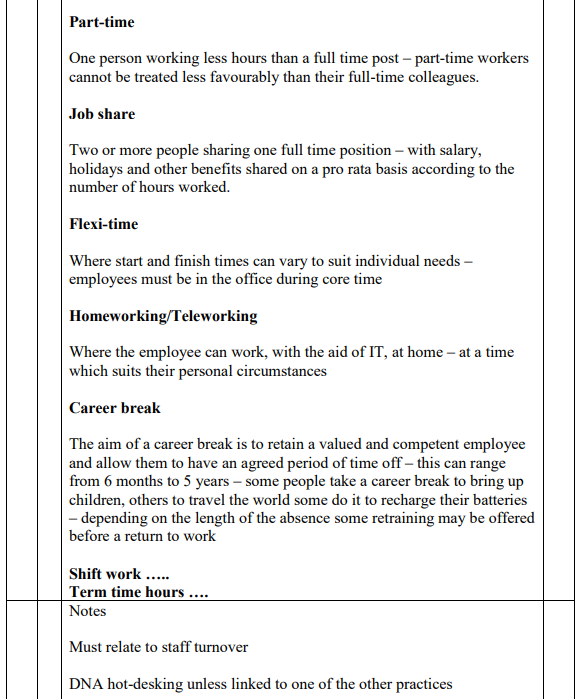 Part-time
One person working less hours than a full time post – part-time workers
cannot be treated less favourably than their full-time colleagues.
Job share
Two or more people sharing one full time position – with salary,
holidays and other benefits shared on a pro rata basis according to the
number of hours worked.
Flexi-time
Where start and finish times can vary to suit individual needs –
employees must be in the office during core time
Homeworking/Teleworking
Where the employee can work, with the aid of IT, at home – at a time
which suits their personal circumstances
Career break
The aim of a career break is to retain a valued and competent employee
and allow them to have an agreed period of time off – this can range
from 6 months to 5 years – some people take a career break to bring up
children, others to travel the world some do it to recharge their batteries
– depending on the length of the absence some retraining may be offered
before a return to work
Shift work …..
Term time hours ….
Notes
Must relate to staff turnover
DNA hot-desking unless linked to one of the other practices